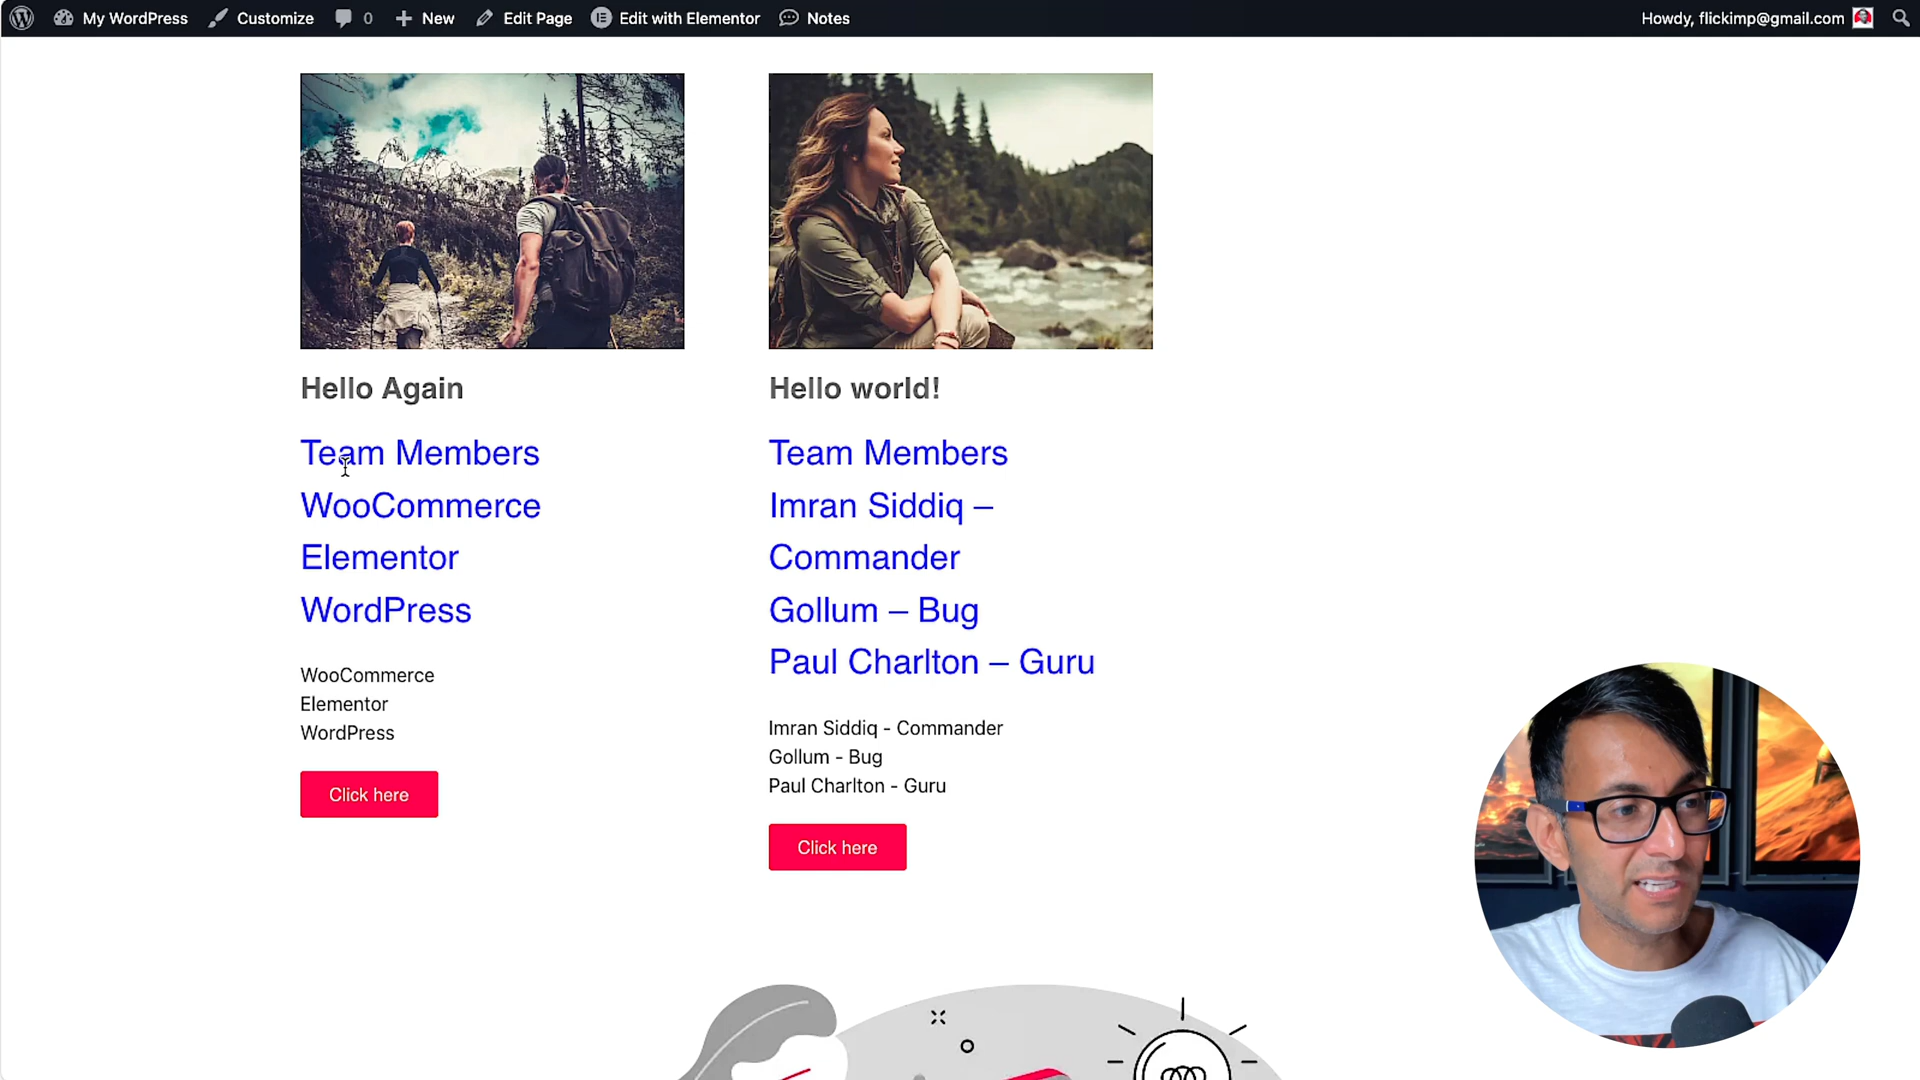 My WordPress Customize 0 New Edit Page Edit with Elementor Notes Howdy, flickimp@gmail.com
Hello Again
Team Members
WooCommerce
Elementor
WordPress
WooCommerce
Elementor
WordPress
Click here
Hello world!
Team Members
Imran Siddiq –
Commander
Gollum – Bug
Paul Charlton – Guru
Imran Siddiq - Commander
Gollum - Bug
Paul Charlton - Guru
Click here